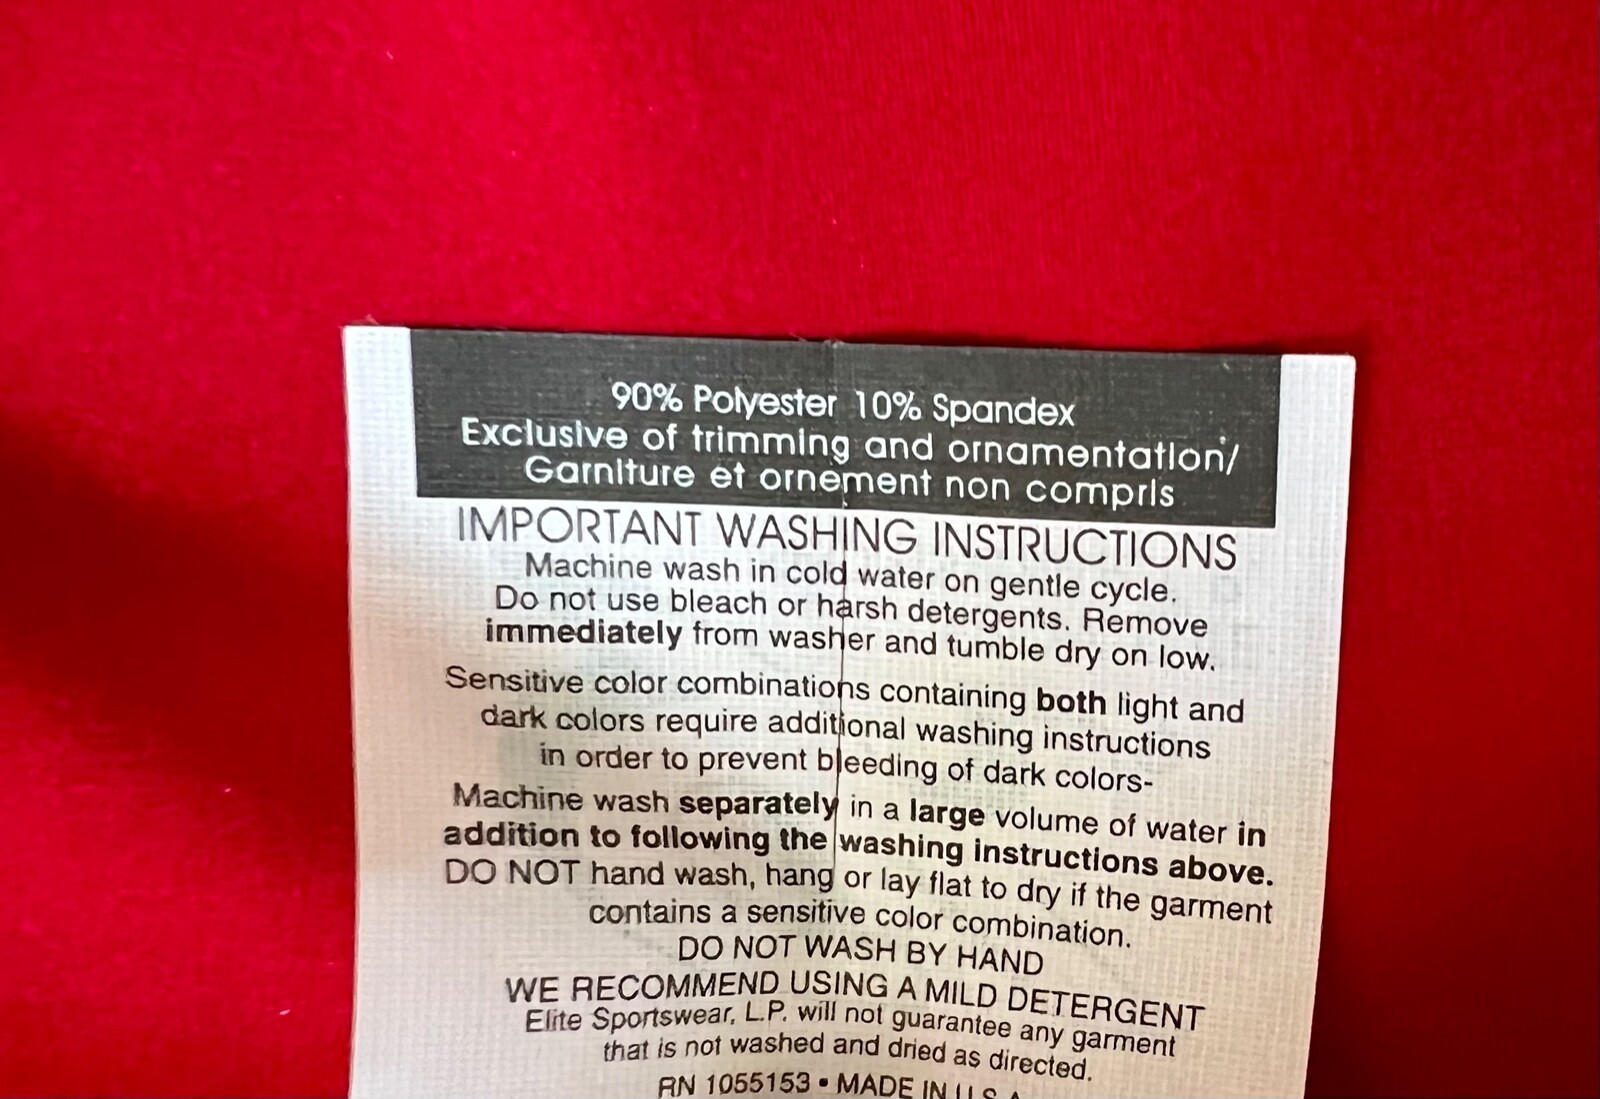 90% Polyester 10% Spandex
Exclusive of trimming and ornamentation/
Garniture et ornement non compris
IMPORTANT WASHING INSTRUCTIONS
Machine wash in cold water on gentle cycle.
Do not use bleach or harsh detergents. Remove
immediately from washer and tumble dry on low.
Sensitive color combinations containing both light and
dark colors require additional washing instructions
in order to prevent bleeding of dark colors-
Machine wash separately in a large volume of water in
addition to following the washing instructions above.
DO NOT hand wash, hang or lay flat to dry if the garment
contains a sensitive color combination.
DO NOT WASH BY HAND
WE RECOMMEND USING A MILD DETERGENT
Elite Sportswear, L.P. will not guarantee any garment
that is not washed and dried as directed.
RN 1055153 • MADE IN U.S.A